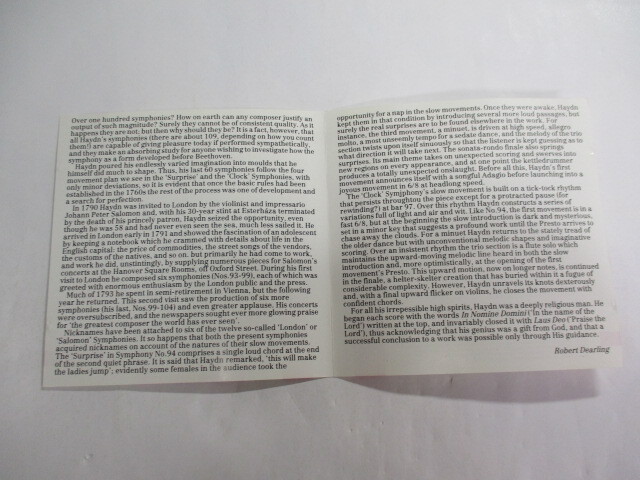 Over one hundred symphonies? How on earth can any composer justify an
output of such magnitude? Surely they cannot be of consistent quality. As it
happens they are not, but then why should they be? It is a fact, however, that
all Haydn's symphonies (there are about 109, depending on how you count
them!) are capable of giving pleasure today if performed sympathetically,
and they make an absorbing study for anyone wishing to investigate how the
symphony as a form developed before Beethoven.
Haydn poured his endlessly varied imagination into moulds that he
himself did much to shape. Thus, his last 60 symphonies follow the four
movement plan we see in the 'Surprise' and the 'Clock' Symphonies, with
only minor deviations, so it is evident that once the basic rules had been
established in the 1760s the rest of the process was one of development and
a search for perfection.
In 1790 Haydn was invited to London by the violinist and impressario
Johann Peter Salomon and, with his 30-year stint at Esterháza terminated
by the death of his princely patron, Haydn seized the opportunity, even
though he was 58 and had never even seen the sea, much less sailed it. He
arrived in London early in 1791 and showed the fascination of an adolescent
by keeping a notebook which he crammed with details about life in the
English capital: the price of commodities, the street songs of the vendors,
the customs of the natives, and so on. but primarily he had come to work,
and work he did, unstintingly, by supplying numerous pieces for Salomon's
concerts at the Hanover Square Rooms, off Oxford Street. During his first
visit to London he composed six symphonies (Nos.93-99), each of which was
greeted with enormous enthusiasm by the London public and the press.
Much of 1793 he spent in semi-retirement in Vienna, but the following
year he returned. This second visit saw the production of six more
symphonies (his last, Nos.99-104) and even greater applause. His concerts
were oversubscribed, and the newspapers sought ever more glowing praise
for 'the greatest composer the world has ever seen'.
Nicknames have been attached to six of the twelve so-called 'London' or
'Salomon' Symphonies. It so happens that both the present symphonies
acquired nicknames on account of the natures of their slow movements.
The 'Surprise' in Symphony No.94 comprises a single loud chord at the end
of the second quiet phrase. It is said that Haydn remarked, 'this will make
the ladies jump'; evidently some females in the audience took the
opportunity for a nap in the slow movements. Once they were awake, Haydn
kept them in that condition by introducing several more loud passages, but
surely the real surprises are to be found elsewhere in the work. For
instance, the third movement, a minuet, is driven at high speed, allegro
molto, a most unseemly tempo for a sedate dance, and the melody of the trio
section twists upon itself sinuously so that the listener is kept guessing as to
what direction it will take next. The sonata-rondo finale also springs
surprises. Its main theme takes on unexpected scoring and swerves into
new regions on every appearance, and at one point the kettledrummer
produces a totally unexpected onslaught. Before all this, Haydn's first
movement announces itself with a songful Adagio before launching into a
joyous movement in 6/8 at headlong speed.
The 'Clock' Symphony's slow movement is built on a tick-tock rhythm
that persists throughtou the piece except for a protracted pause (for
rewinding?) at bar 97. Over this rhythm Haydn constructs a series of
variations full of light and air and wit. Like No.94, the first movement is in a
fast 6/8, but at the beginning the slow introduction is dark and mysterious,
set in a minor key that suggests a profound work until the Presto arrives to
chase away the clouds. For a minuet Haydn returns to the stately tread of
the older dance but with unconventional melodic shapes and imaginative
scoring. Over an insistent rhythm the trio section is a flute solo which
maintains the upward-moving melodic line heard in both the slow
introduction and, more optimistically, at the opening of the first
movement's Presto. This upward motion, now on longer notes, is continued
in the finale, a helter-skelter creation that has buried within it a fugue of
considerable complexity. However, Haydn unravels its knots dexterously
and, with a final upward flicker on violins, he closes the movement with
confident chords.
For all his irrepressible high spirits, Haydn was a deeply religious man. He
began each score with the words In Nomine Domini ('In the name of the
Lord') written at the top, and invariably closed it with Laus Deo ('Praise the
Lord'), thus acknowledging that his genius was a gift from God, and that a
successful conclusion to a work was possible only through His guidance.
Robert Dearling